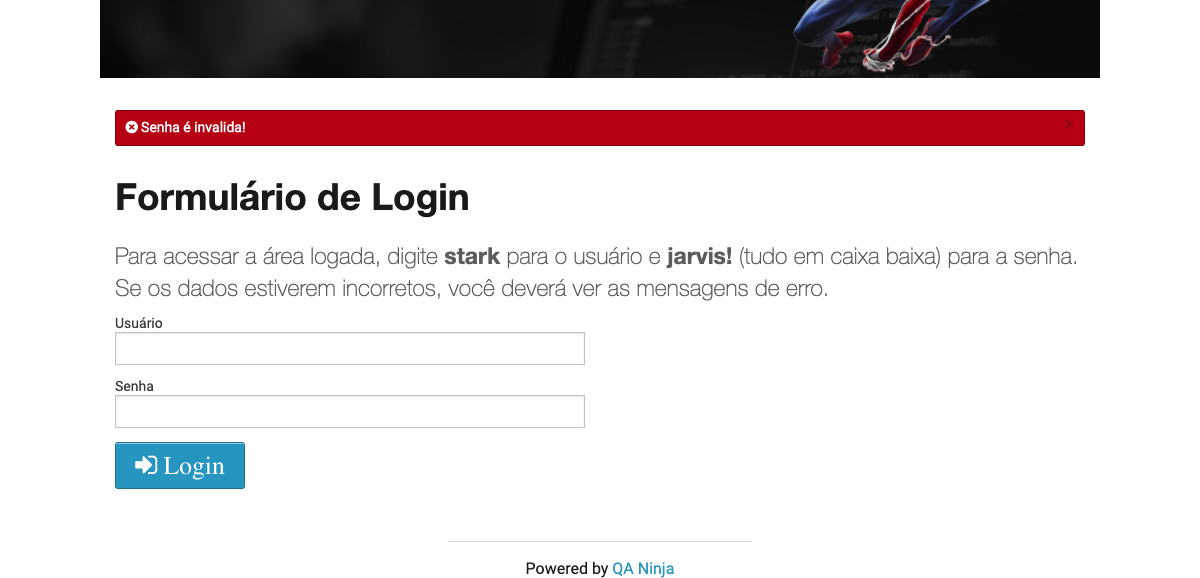 Senha é invalida!
×
Formulário de Login
Para acessar a área logada, digite stark para o usuário e jarvis! (tudo em caixa baixa) para a senha.
Se os dados estiverem incorretos, você deverá ver as mensagens de erro.
Usuário
Senha
Login
Powered by QA Ninja